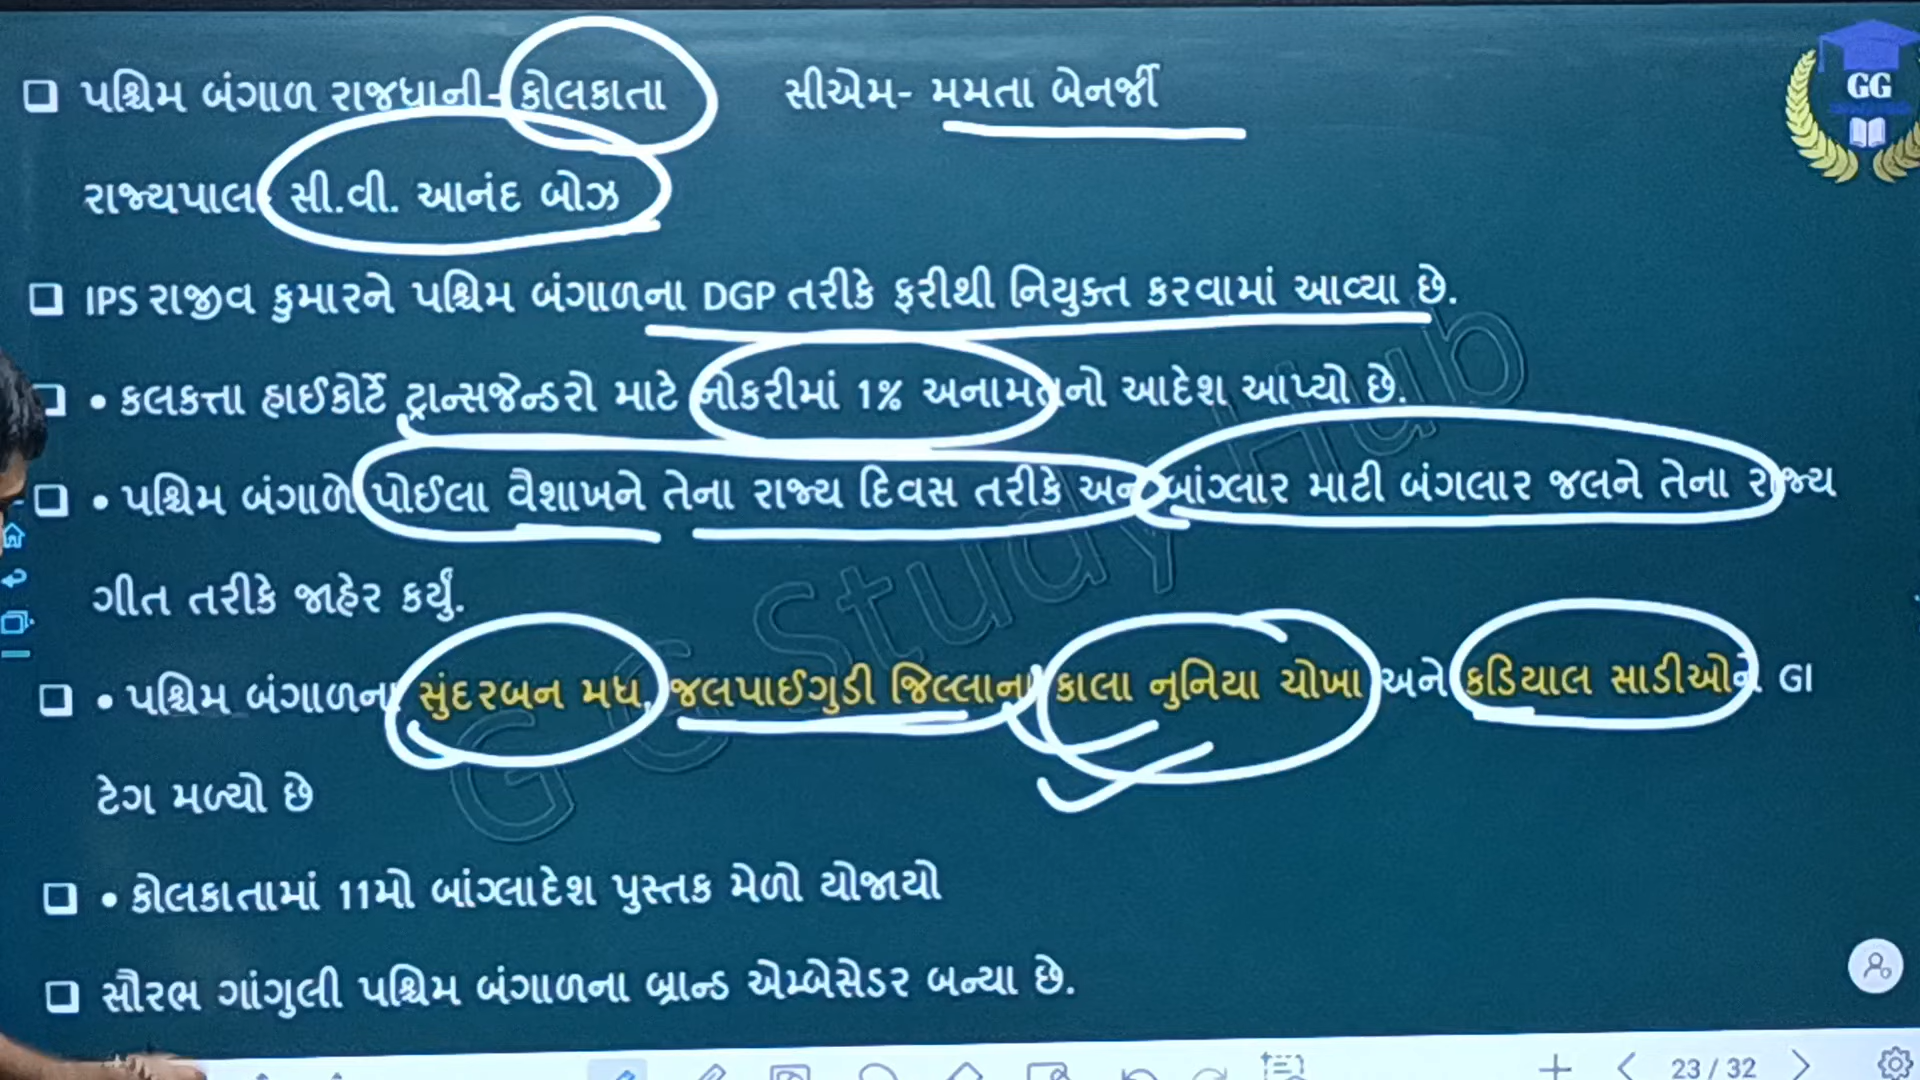 પશ્ચિમ બંગાળ રાજધાની- કોલકાતા સીએમ- મમતા બેનર્જી
GG
રાજ્યપાલ- સી.વી. આનંદ બોઝ
IPS રાજીવ કુમારને પશ્ચિમ બંગાળના DGP તરીકે ફરીથી નિયુક્ત કરવામાં આવ્યા છે.
• કલકત્તા હાઈકોર્ટે ટ્રાન્સજેન્ડરો માટે નોકરીમાં 1% અનામતનો આદેશ આપ્યો છે.
• પશ્ચિમ બંગાળે પોઈલા વૈશાખને તેના રાજ્ય દિવસ તરીકે અને બાંગ્લાર માટી બંગલાર જલને તેના રાજ્ય
ગીત તરીકે જાહેર કર્યું.
• પશ્ચિમ બંગાળના સુંદરબન મધ, જલપાઈગુડી જિલ્લાના કાલા નુનિયા ચોખા અને કડિયાલ સાડીઓને GI
ટેગ મળ્યો છે
• કોલકાતામાં 11મો બાંગ્લાદેશ પુસ્તક મેળો યોજાયો
સૌરભ ગાંગુલી પશ્ચિમ બંગાળના બ્રાન્ડ એમ્બેસેડર બન્યા છે.
G G Study Hub
23 / 32